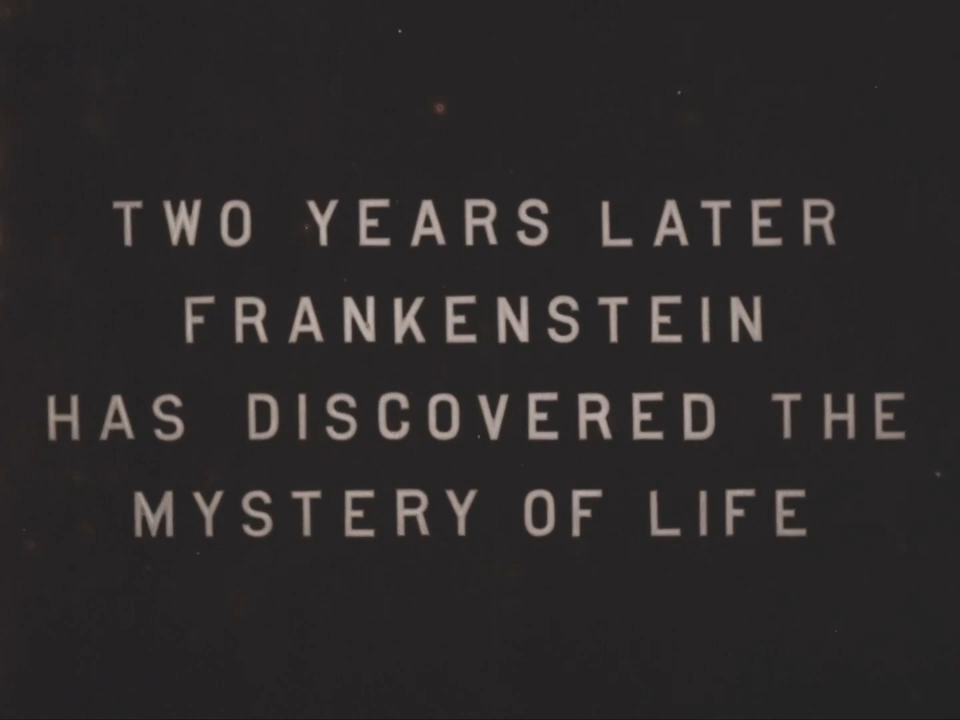 TWO YEARS LATER
FRANKENSTEIN
HAS DISCOVERED THE
MYSTERY OF LIFE